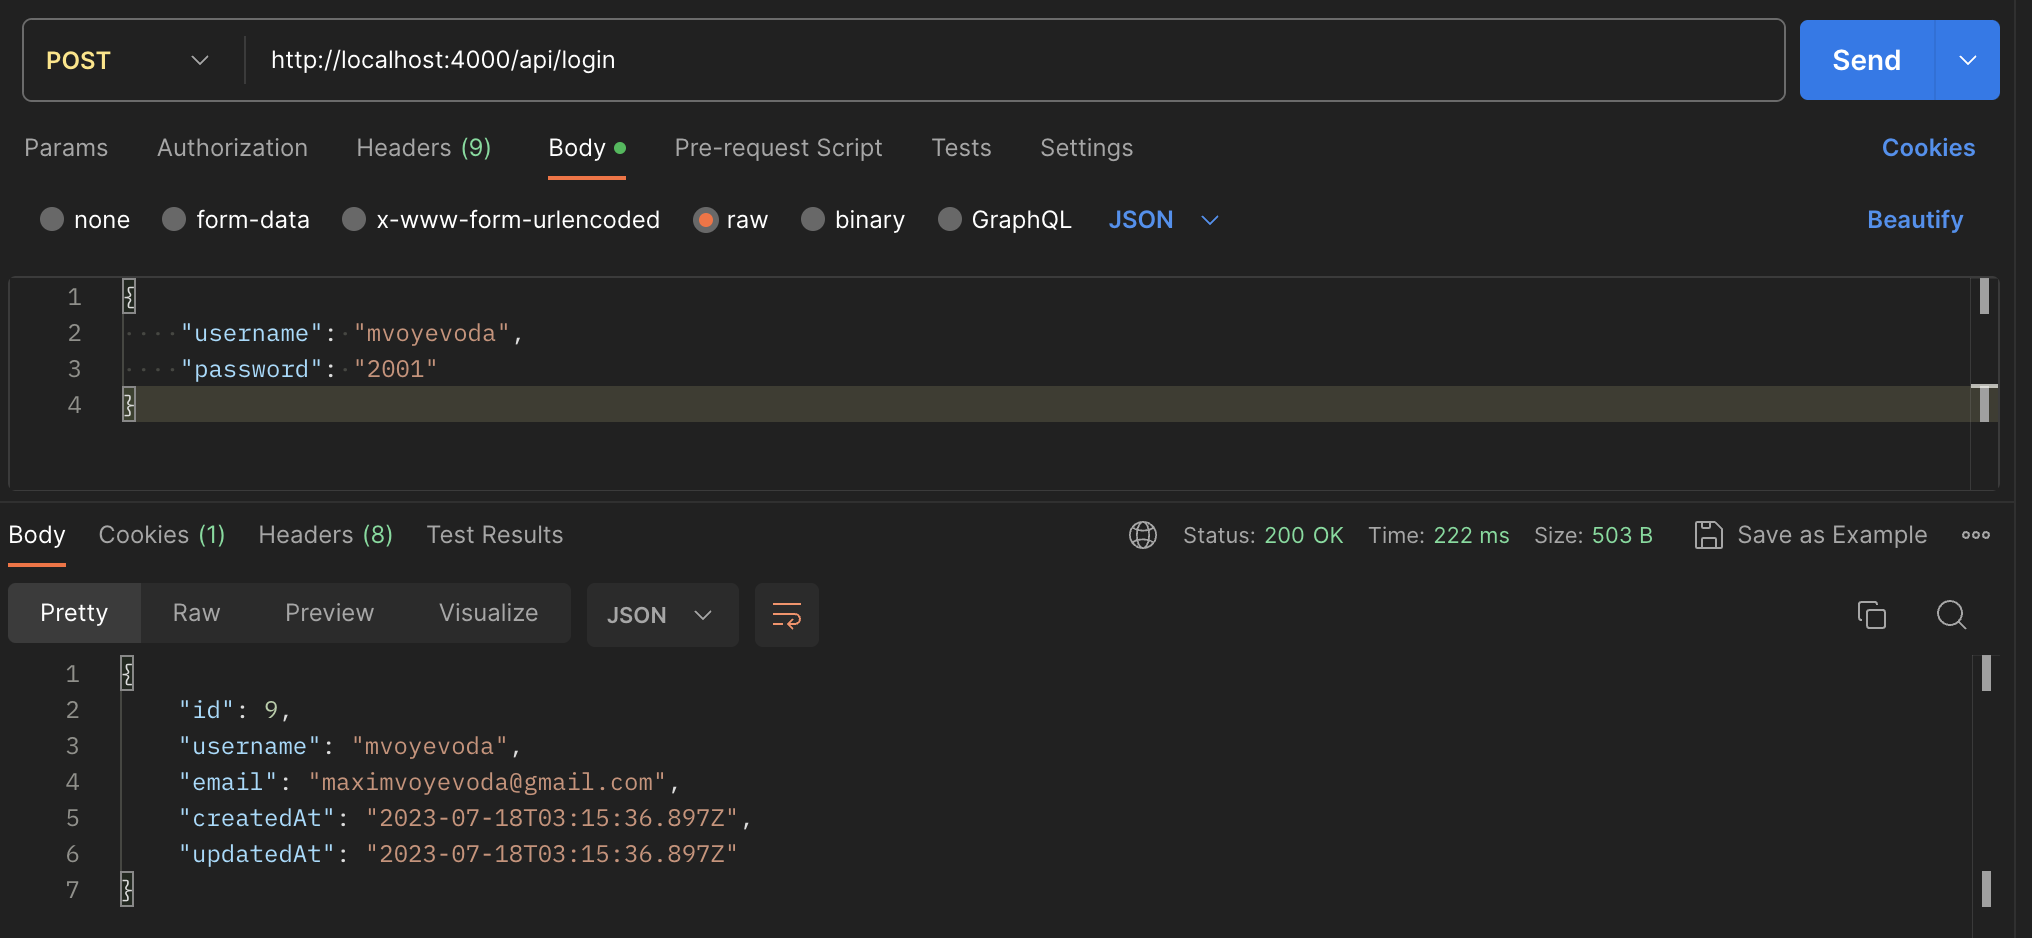 POST http://localhost:4000/api/login Send
Params Authorization Headers (9) Body Pre-request Script Tests Settings Cookies
none form-data x-www-form-urlencoded raw binary GraphQL JSON Beautify
1 {
2 "username": "mvoyevoda",
3 "password": "2001"
4 }
Body Cookies (1) Headers (8) Test Results Status: 200 OK Time: 222 ms Size: 503 B Save as Example
Pretty Raw Preview Visualize JSON
1 {
2 "id": 9,
3 "username": "mvoyevoda",
4 "email": "maximvoyevoda@gmail.com",
5 "createdAt": "2023-07-18T03:15:36.897Z",
6 "updatedAt": "2023-07-18T03:15:36.897Z"
7 }